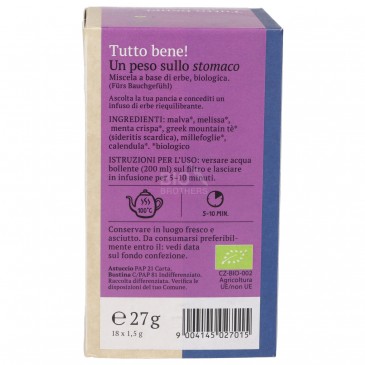 Tutto bene!
Un peso sullo stomaco
Miscela a base di erbe, biologica.
(Fürs Bauchgefühl)
Ascolta la tua pancia e concediti un
infuso di erbe riequilibrante.
INGREDIENTI: malva*, melissa*,
menta crispa*, greek mountain tè*
(sideritis scardica), millefoglie*,
calendula*. *biologico
ISTRUZIONI PER L'USO: versare acqua
bollente (200 ml) sul filtro e lasciare
in infusione per 5-10 minuti.
BROTHERS
100°C
5-10 MIN.
Conservare in luogo fresco e
asciutto. Da consumarsi preferibil-
mente entro il: vedi data
sul fondo confezione.
Astuccio PAP 21 Carta.
Bustina C/PAP 81 Indifferenziato.
Raccolta differenziata. Verifica le
disposizioni del tuo Comune.
CZ-BIO-002
Agricoltura
UE/non UE
℮ 27g
18 x 1,5 g
9 004145 027015